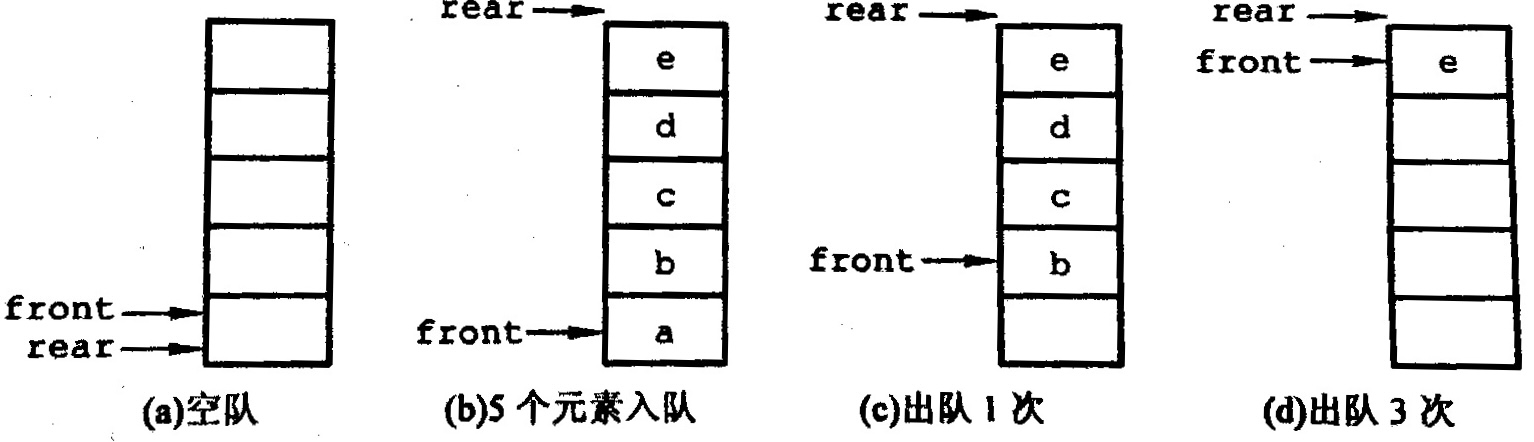 rear
e
d
c
b
front
a
rear
e
d
c
front
b
rear
front
e
front
rear
(a)空队
(b)5 个元素入队
(c)出队 1 次
(d)出队 3 次